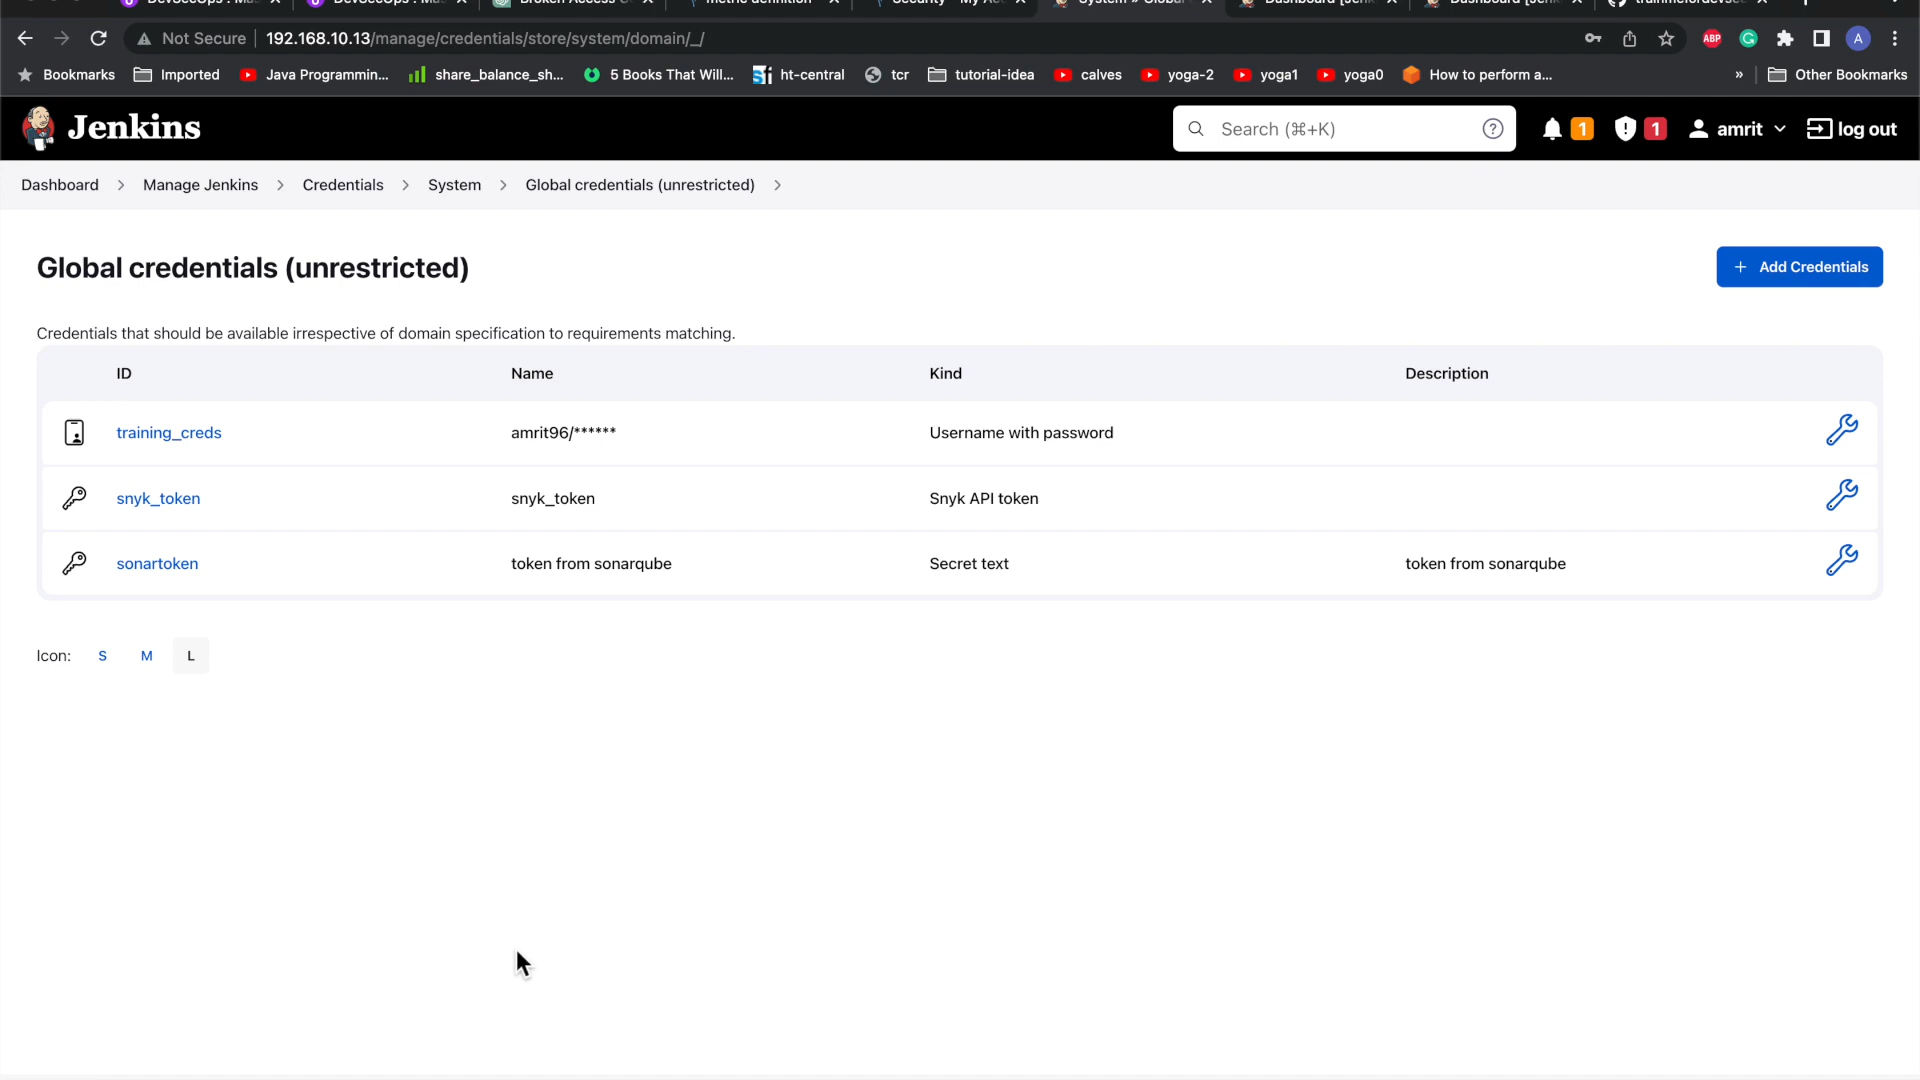 Not Secure 192.168.10.13/manage/credentials/store/system/domain/_/ ABP G A
Bookmarks Imported Java Programmin... share_balance_sh... 5 Books That Will... ht-central tcr tutorial-idea calves yoga-2 yoga1 yoga0 How to perform a... » Other Bookmarks
Jenkins Search (⌘+K) ? 1 1 amrit log out
Dashboard Manage Jenkins Credentials System Global credentials (unrestricted)
Global credentials (unrestricted) + Add Credentials
Credentials that should be available irrespective of domain specification to requirements matching.
ID Name Kind Description
training_creds amrit96/****** Username with password
snyk_token snyk_token Snyk API token
sonartoken token from sonarqube Secret text token from sonarqube
Icon: S M L